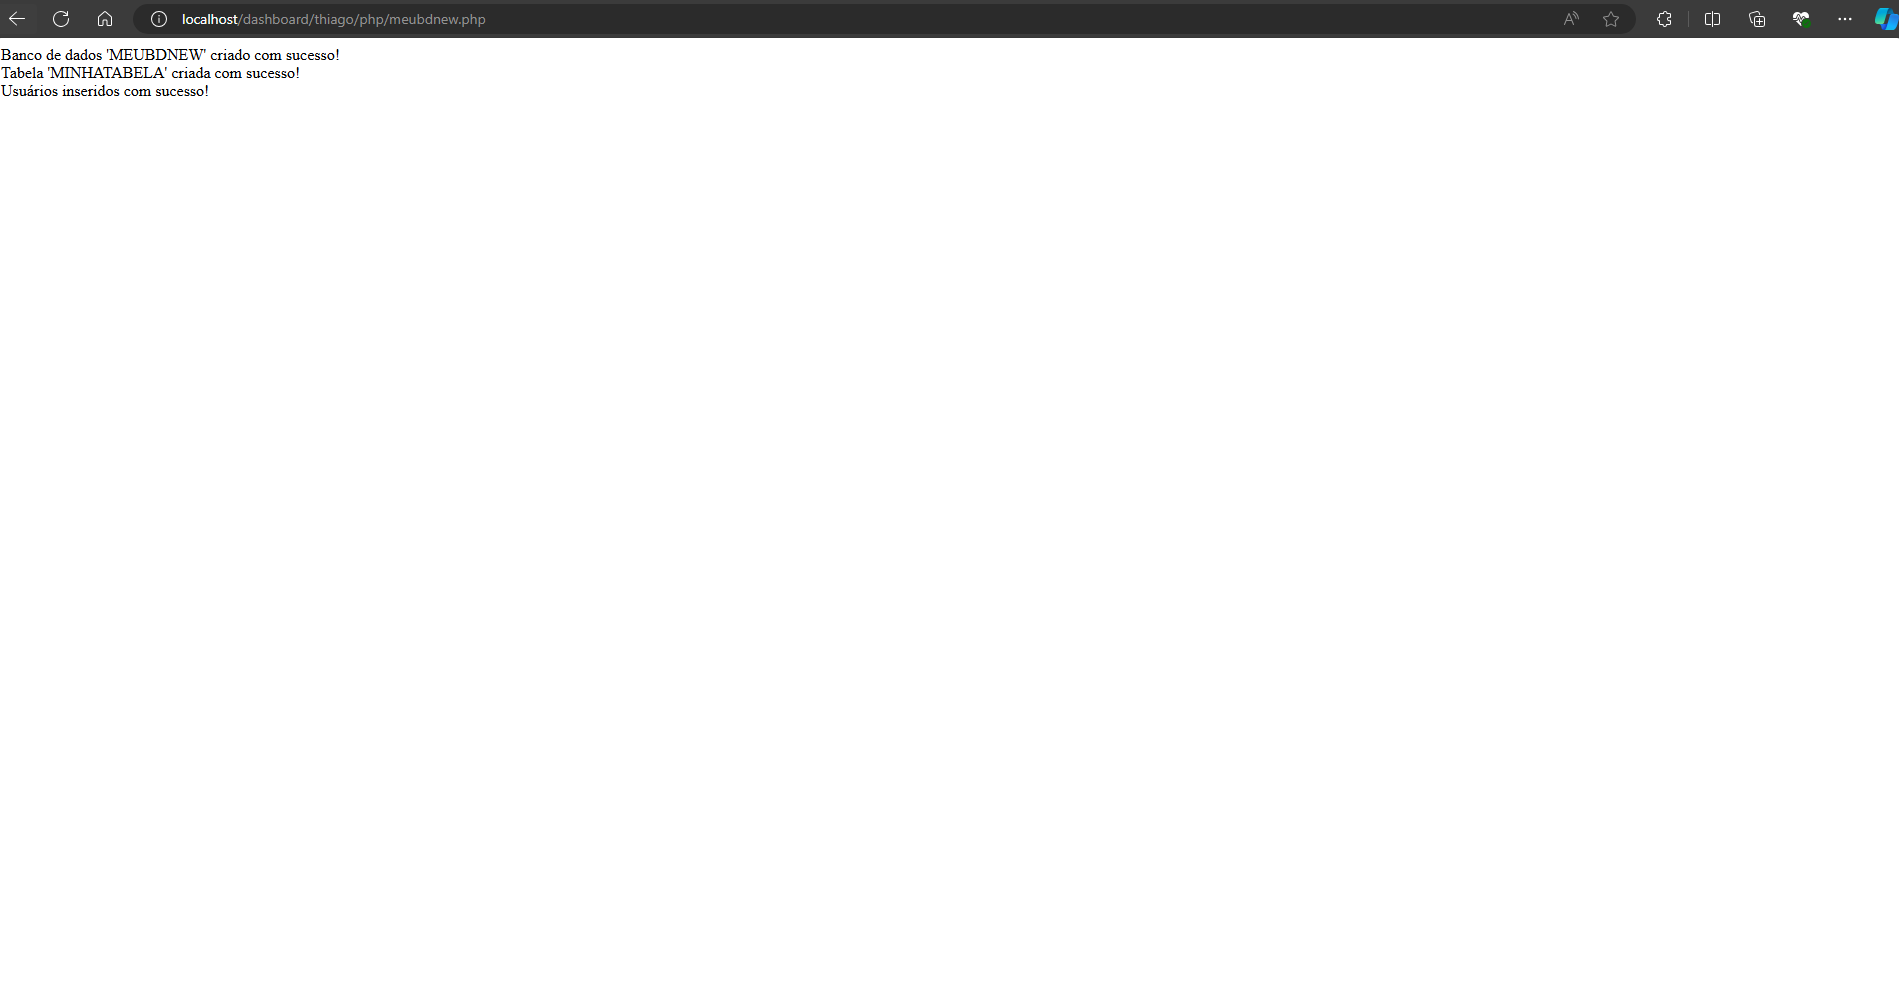 localhost/dashboard/thiago/php/meubdnew.php
Banco de dados 'MEUBDNEW' criado com sucesso!
Tabela 'MINHATABELA' criada com sucesso!
Usuários inseridos com sucesso!